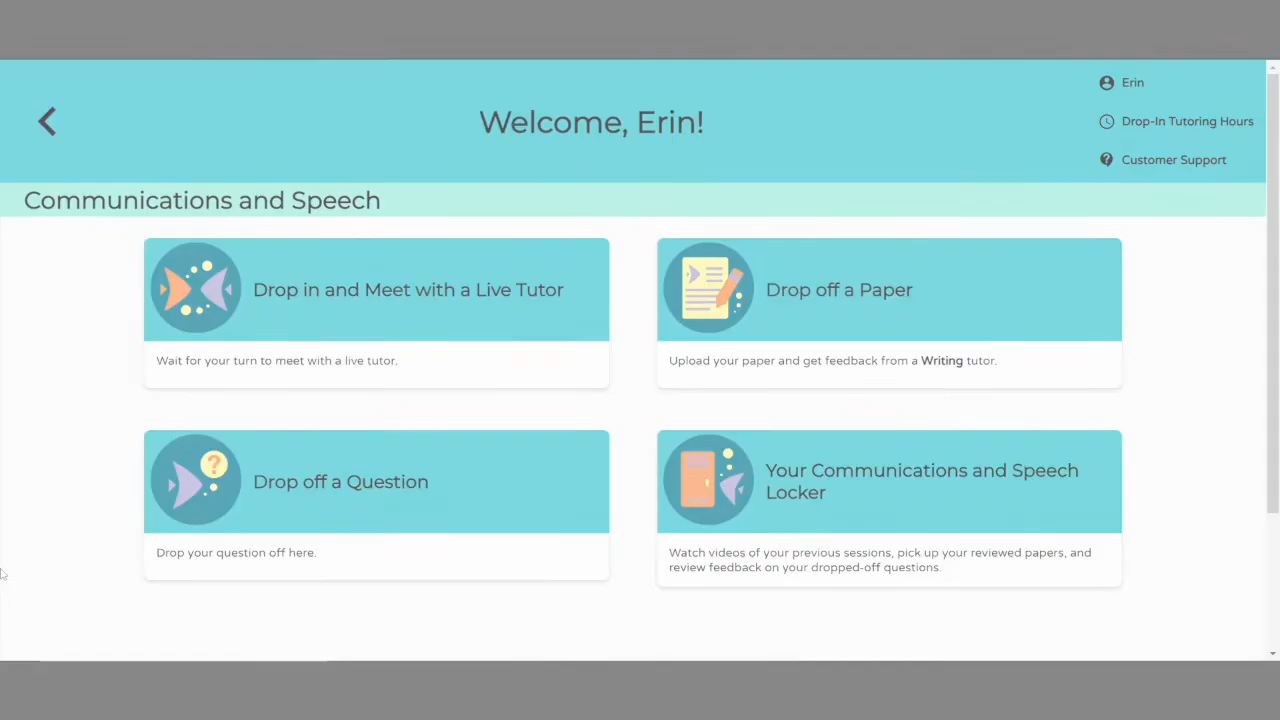 Welcome, Erin!
Erin
Drop-In Tutoring Hours
Customer Support
Communications and Speech
Drop in and Meet with a Live Tutor
Wait for your turn to meet with a live tutor.
Drop off a Paper
Upload your paper and get feedback from a Writing tutor.
?
Drop off a Question
Drop your question off here.
Your Communications and Speech
Locker
Watch videos of your previous sessions, pick up your reviewed papers, and
review feedback on your dropped-off questions.